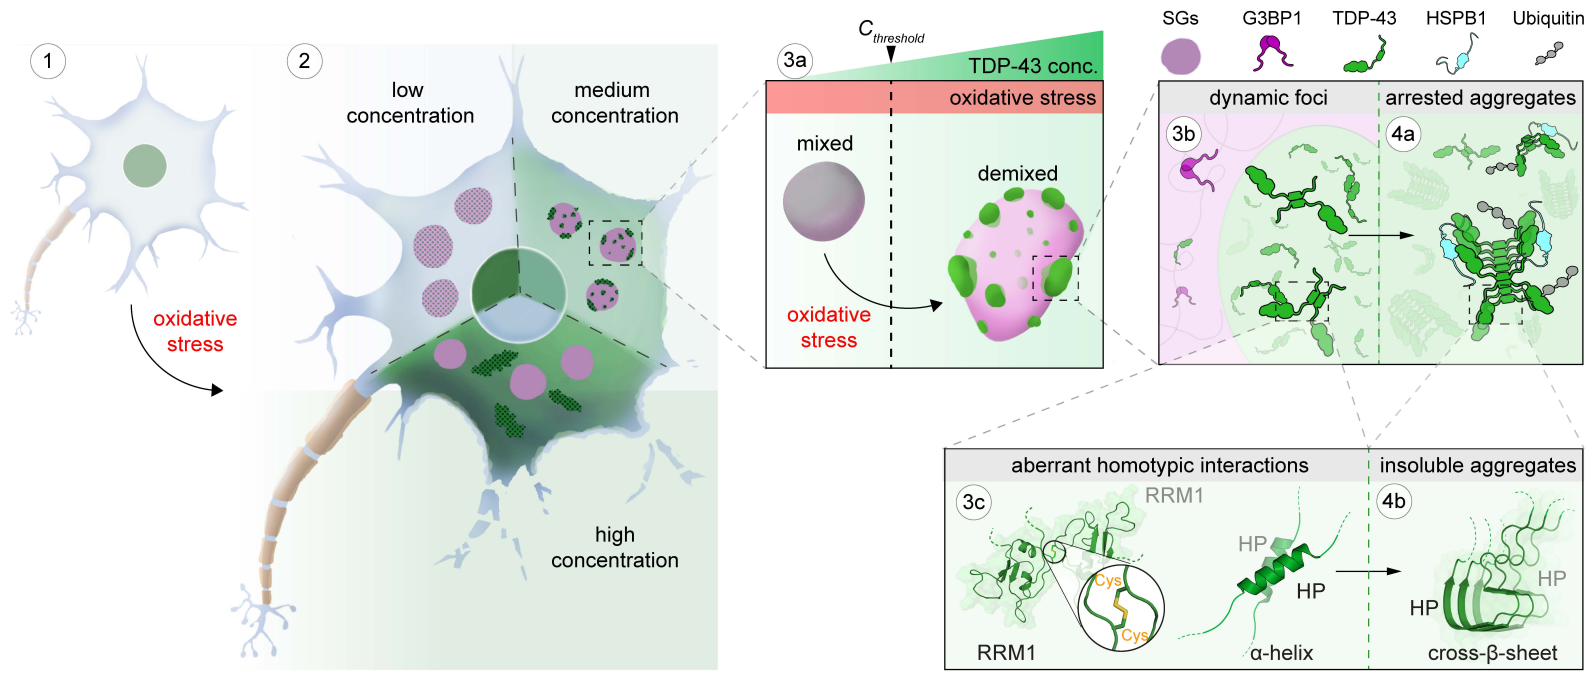 1
2
low
concentration
medium
concentration
oxidative
stress
high
concentration
3a
Cthreshold
TDP-43 conc.
oxidative stress
mixed
demixed
oxidative
stress
SGs
G3BP1
TDP-43
HSPB1
Ubiquitin
dynamic foci
arrested aggregates
3b
4a
aberrant homotypic interactions
insoluble aggregates
3c
RRM1
4b
Cys
Cys
RRM1
HP
HP
α-helix
HP
HP
cross-β-sheet